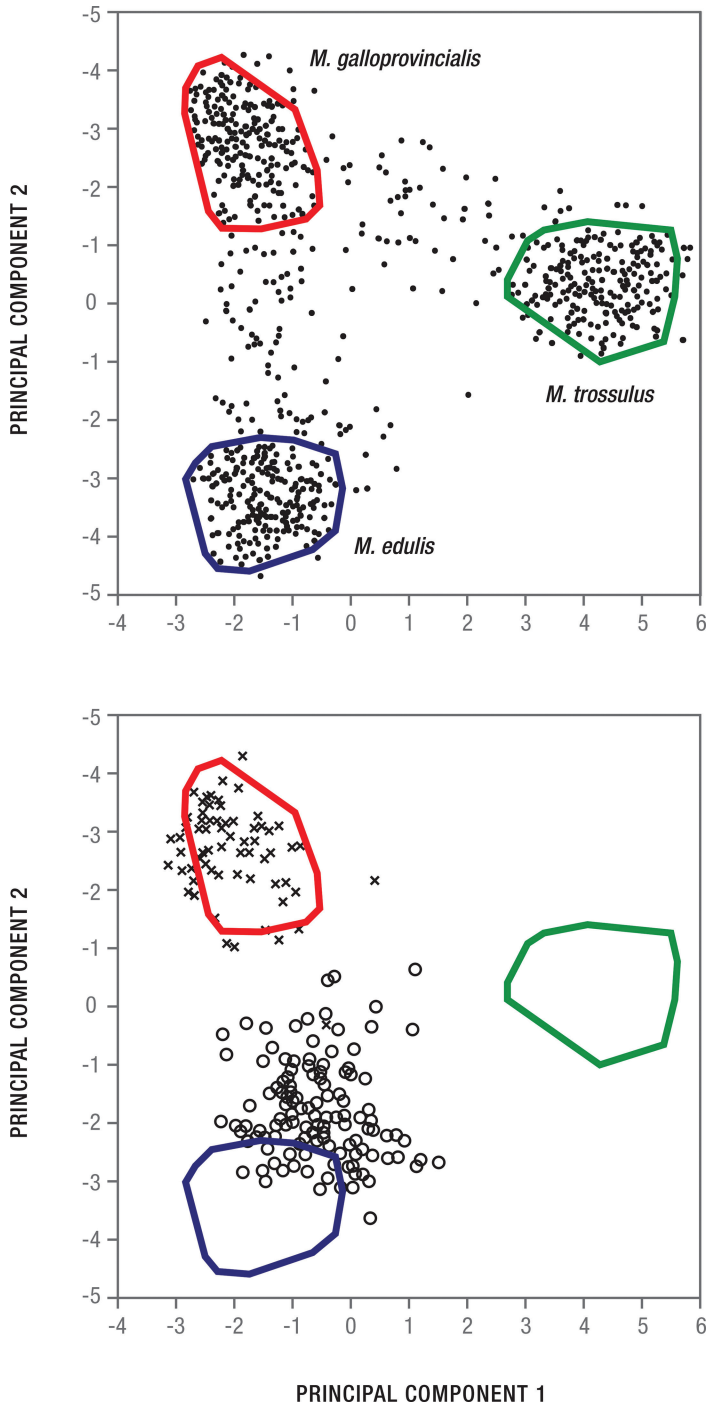 -5
-4
M. galloprovincialis
-3
-2
-1
0
-1
M. trossulus
-2
-3
M. edulis
-4
-5
-4 -3 -2 -1 0 1 2 3 4 5 6
PRINCIPAL COMPONENT 2
-5
-4
-3
-2
-1
0
-1
-2
-3
-4
-5
-4 -3 -2 -1 0 1 2 3 4 5 6
PRINCIPAL COMPONENT 2
PRINCIPAL COMPONENT 1